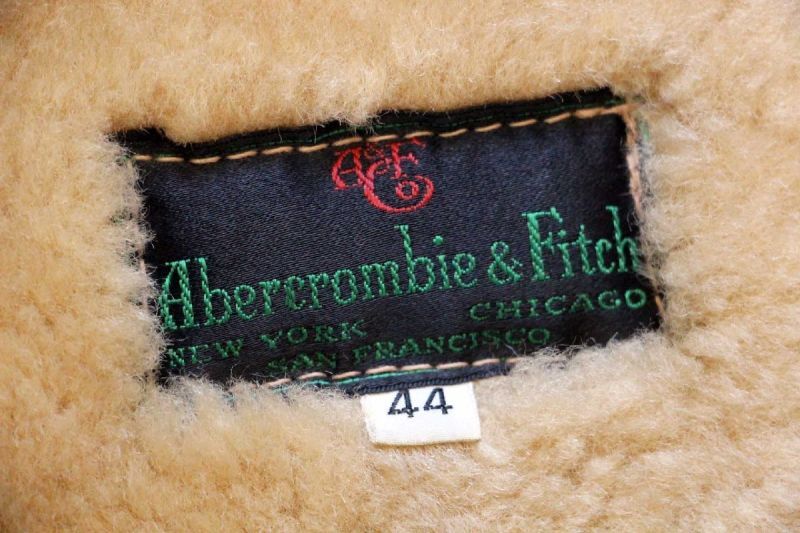 A&F Co
Abercrombie & Fitch
NEW YORK CHICAGO
SAN FRANCISCO
44